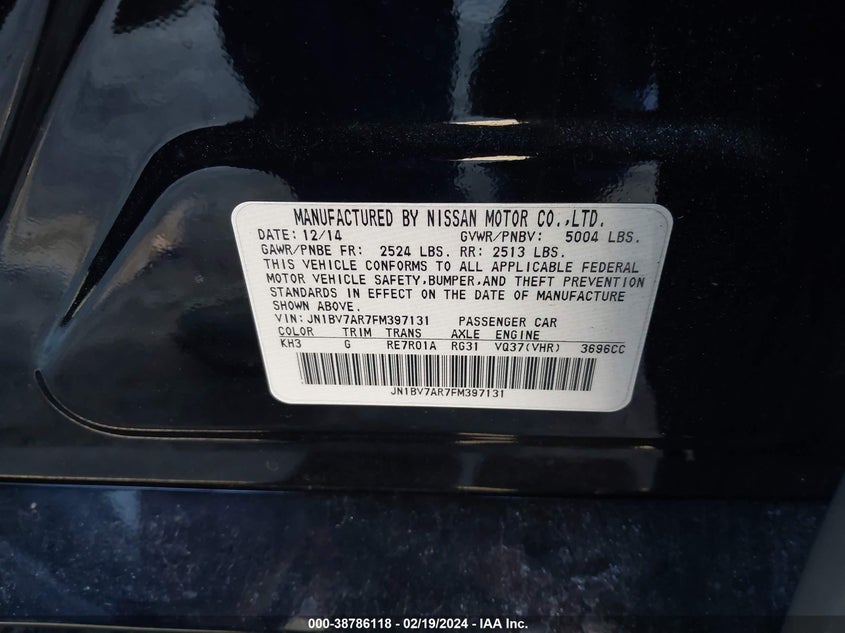 MANUFACTURED BY NISSAN MOTOR CO.,LTD.
DATE: 12/14 GVWR/PNBV: 5004 LBS.
GAWR/PNBE FR: 2524 LBS. RR: 2513 LBS.
THIS VEHICLE CONFORMS TO ALL APPLICABLE FEDERAL
MOTOR VEHICLE SAFETY,BUMPER,AND THEFT PREVENTION
STANDARDS IN EFFECT ON THE DATE OF MANUFACTURE
SHOWN ABOVE.
VIN:JN1BV7AR7FM397131 PASSENGER CAR
COLOR TRIM TRANS AXLE ENGINE
KH3 G RE7R01A RG31 VQ37(VHR) 3696CC
JN1BV7AR7FM397131
000-38786118 - 02/19/2024 - IAA Inc.